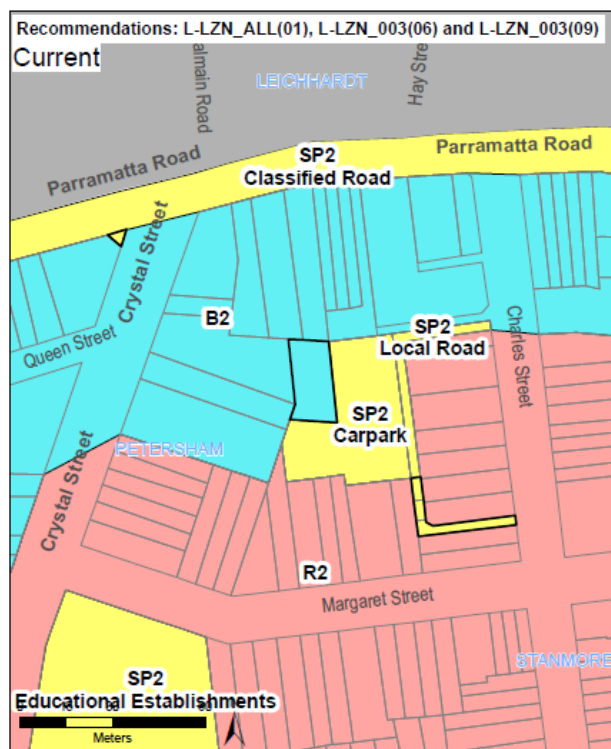 Recommendations: L-LZN_ALL(01), L-LZN_003(06) and L-LZN_003(09)
Current
almain Road
LEICHHARDT
Hay Stre
Parramatta Road
SP2
Classified Road
Parramatta Road
Crystal Street
B2
Queen Street
SP2
Local Road
Charles Street
SP2
Carpark
PETERSHAM
Crystal Street
R2
Margaret Street
STANMORE
SP2
Educational Establishments
Meters